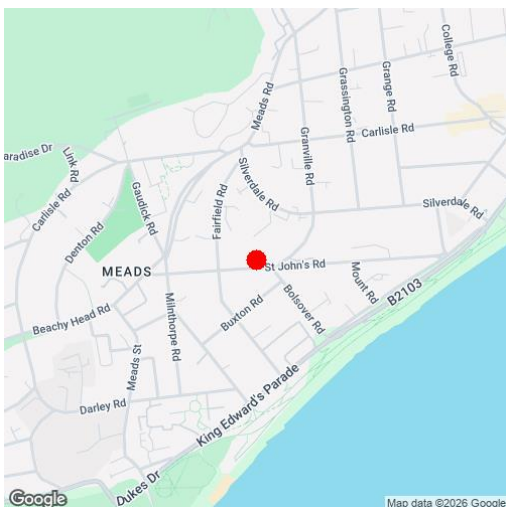 College Rd
Grange Rd
Grassington Rd
Meads Rd
Granville Rd
Carlisle Rd
Paradise Dr
Link Rd
Silverdale Rd
Gaudick Rd
Fairfield Rd
Carlisle Rd
Denton Rd
Silverdale Rd
MEADS
St John's Rd
Mount Rd
B2103
Bolsover Rd
Milnthorpe Rd
Buxton Rd
Beachy Head Rd
Meads St
King Edward's Parade
Darley Rd
Dukes Dr
Google
Map data ©2026 Google